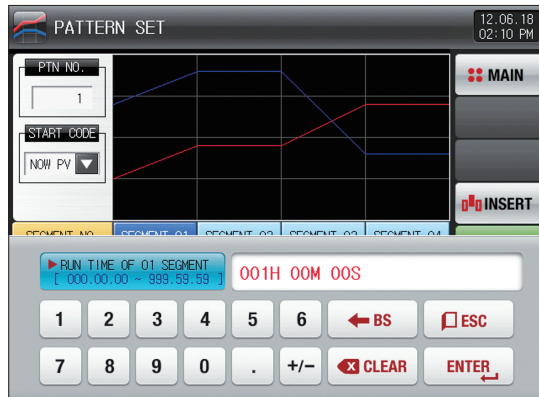 PATTERN SET
12.06.18
02:10 PM
PTN NO.
1
START CODE
NOW PV
MAIN
INSERT
SEGMENT NO
SEGMENT 01
SEGMENT 02
SEGMENT 03
SEGMENT 04
RUN TIME OF 01 SEGMENT
[ 000.00.00 ~ 999.59.59 ]
001H 00M 00S
1 2 3 4 5 6 BS ESC
7 8 9 0 . +/- CLEAR ENTER